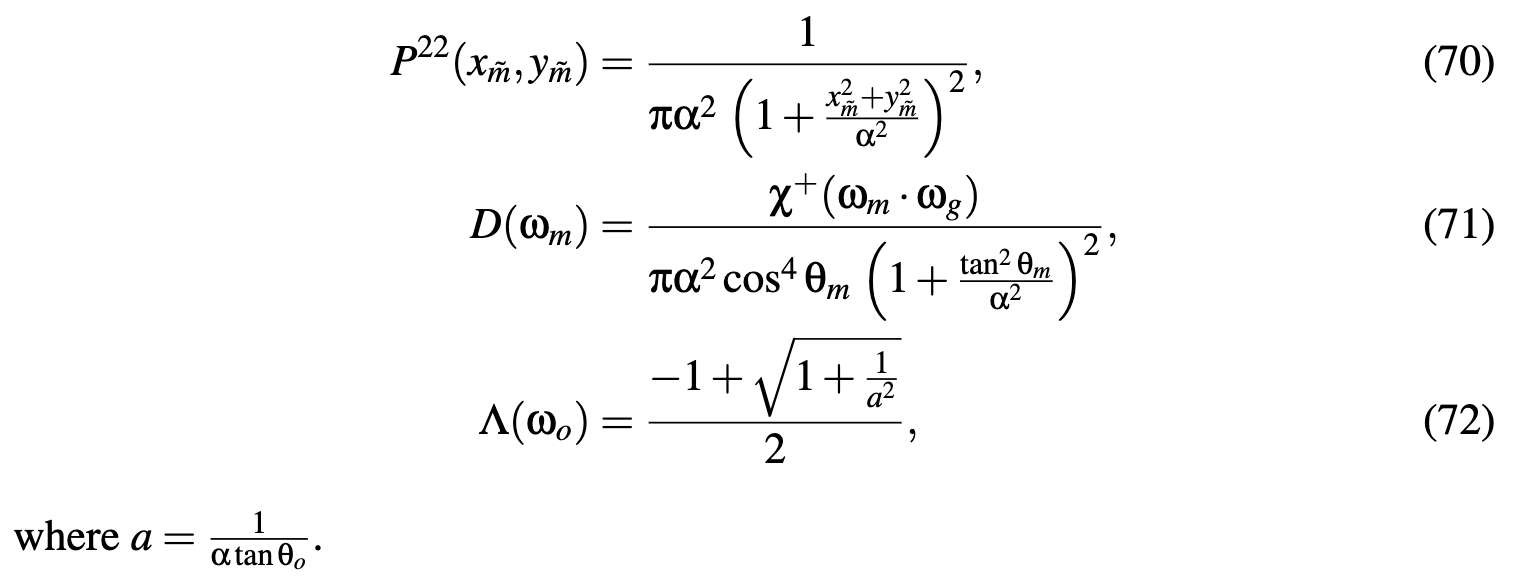 P^{22}(x_{\tilde{m}}, y_{\tilde{m}}) = \frac{1}{\pi\alpha^2 \left(1 + \frac{x_{\tilde{m}}^2 + y_{\tilde{m}}^2}{\alpha^2}\right)^2}, (70)
D(\omega_m) = \frac{\chi^+(\omega_m \cdot \omega_g)}{\pi\alpha^2 \cos^4 \theta_m \left(1 + \frac{\tan^2 \theta_m}{\alpha^2}\right)^2}, (71)
\Lambda(\omega_o) = \frac{-1 + \sqrt{1 + \frac{1}{a^2}}}{2}, (72)
where a = \frac{1}{\alpha \tan \theta_o}.